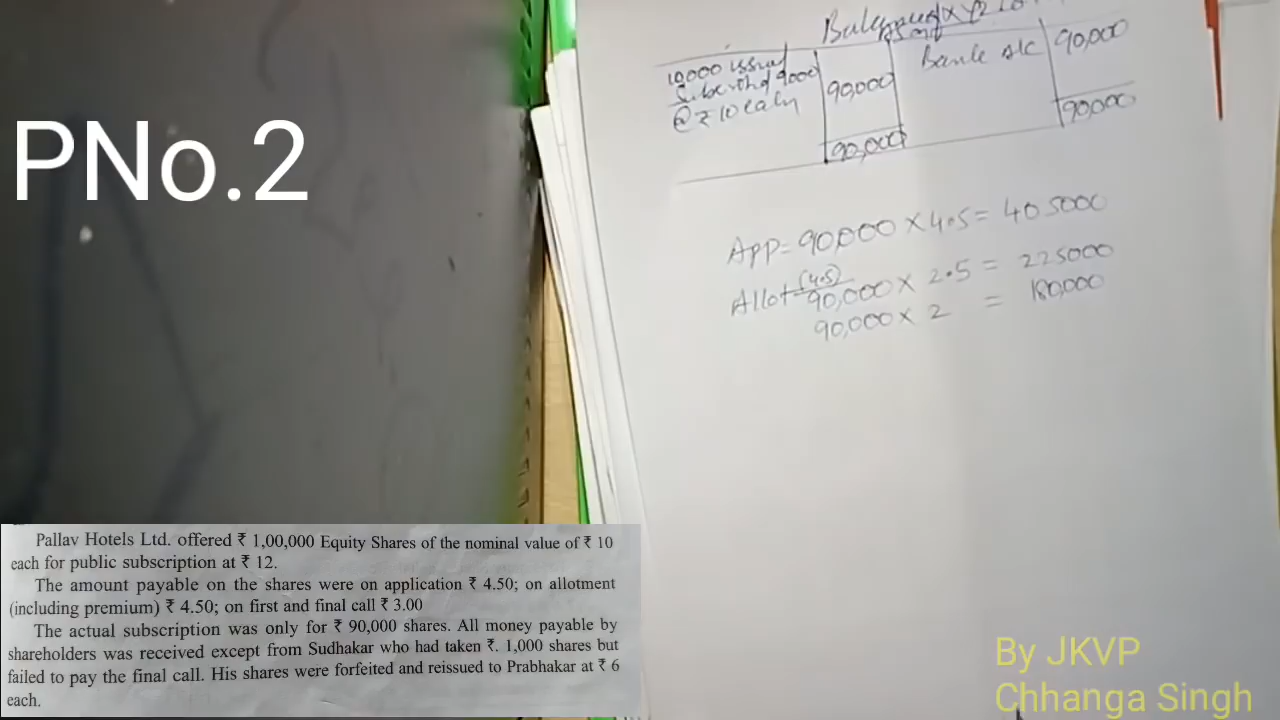 PNo.2
10,000 issued
@ ₹ 10 each
90,000
Bank a/c
90,000
90,000
90,000
App = 90,000 × 4.5 = 405000
(4.5)
Allot = 90,000 × 2.5 = 225000
90,000 × 2 = 180,000
Pallav Hotels Ltd. offered ₹ 1,00,000 Equity Shares of the nominal value of ₹ 10
each for public subscription at ₹ 12.
The amount payable on the shares were on application ₹ 4.50; on allotment
(including premium) ₹ 4.50; on first and final call ₹ 3.00
The actual subscription was only for ₹ 90,000 shares. All money payable by
shareholders was received except from Sudhakar who had taken ₹. 1,000 shares but
failed to pay the final call. His shares were forfeited and reissued to Prabhakar at ₹ 6
each.
By JKVP
Chhanga Singh